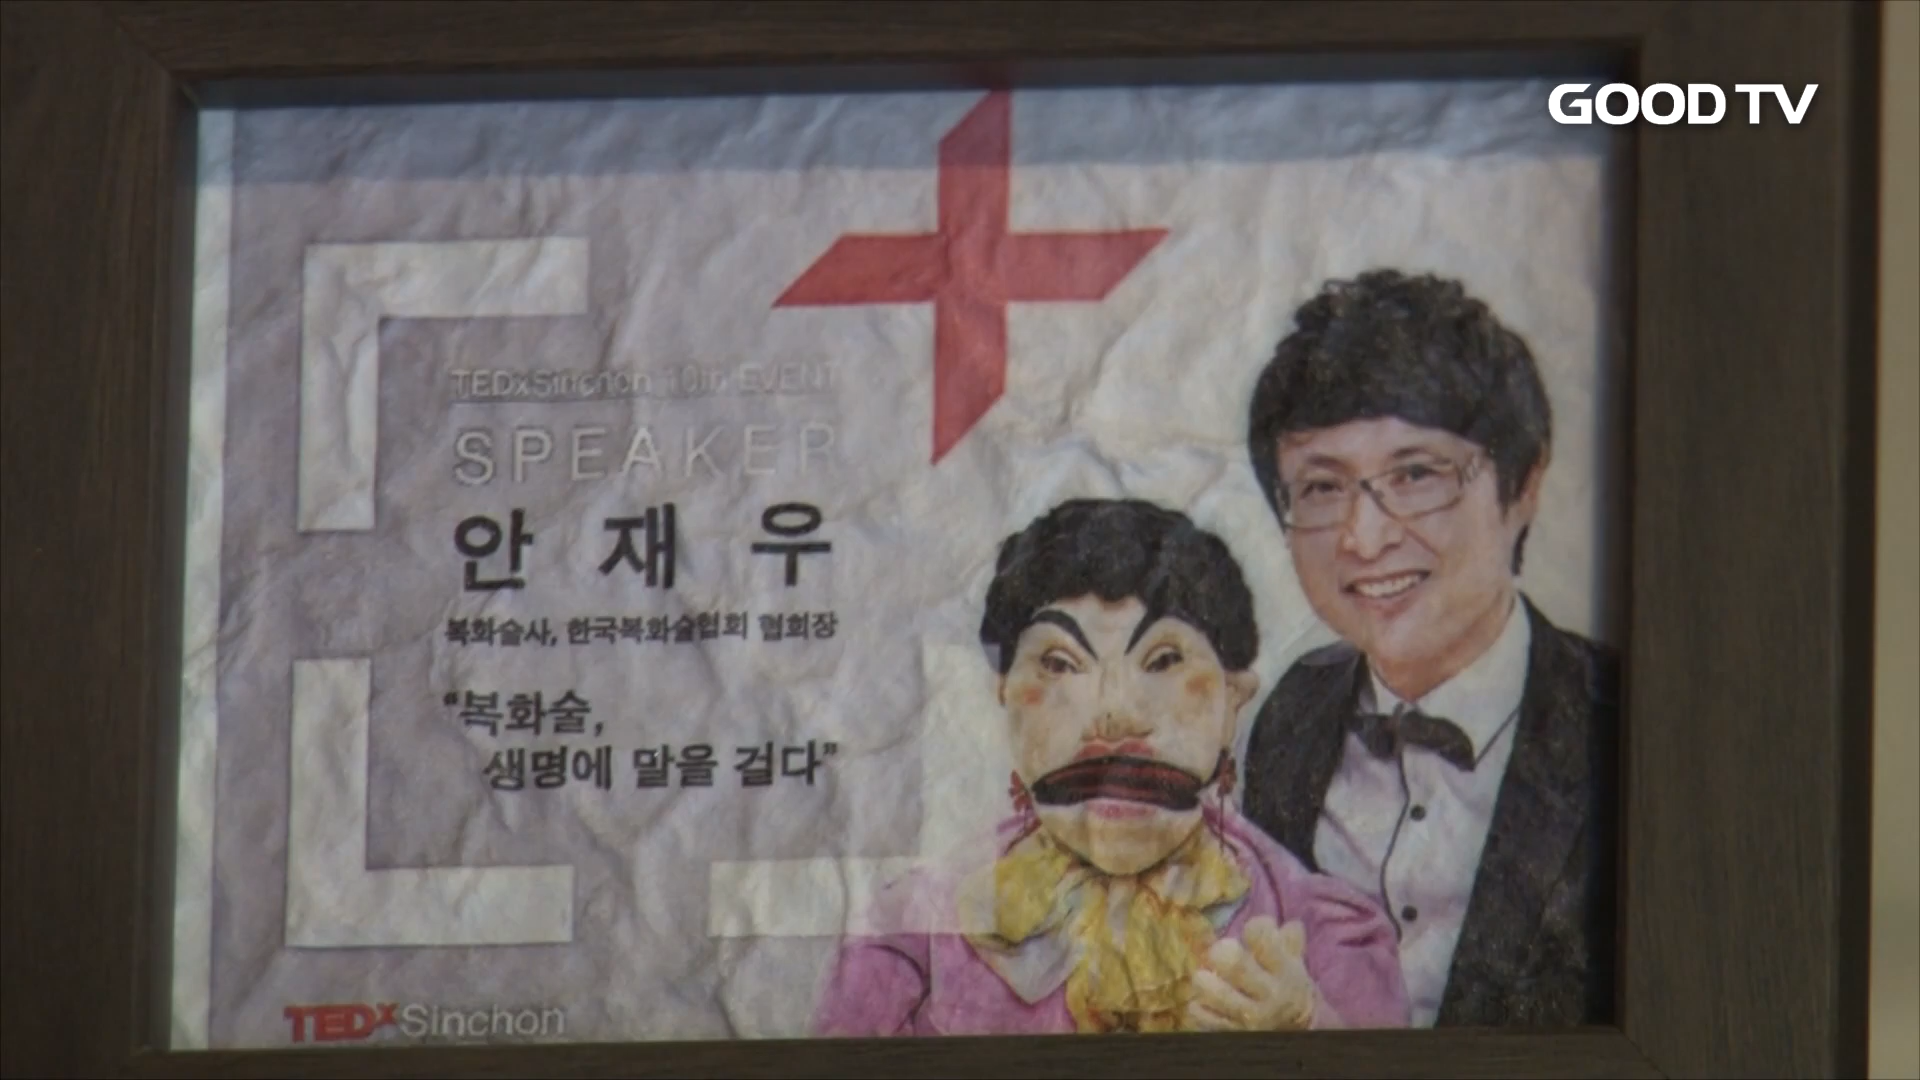 GOOD TV
TEDxSinchon 10th EVENT
SPEAKER
안 재 우
복화술사, 한국복화술협회 협회장
“복화술,
생명에 말을 걸다”
TEDxSinchon